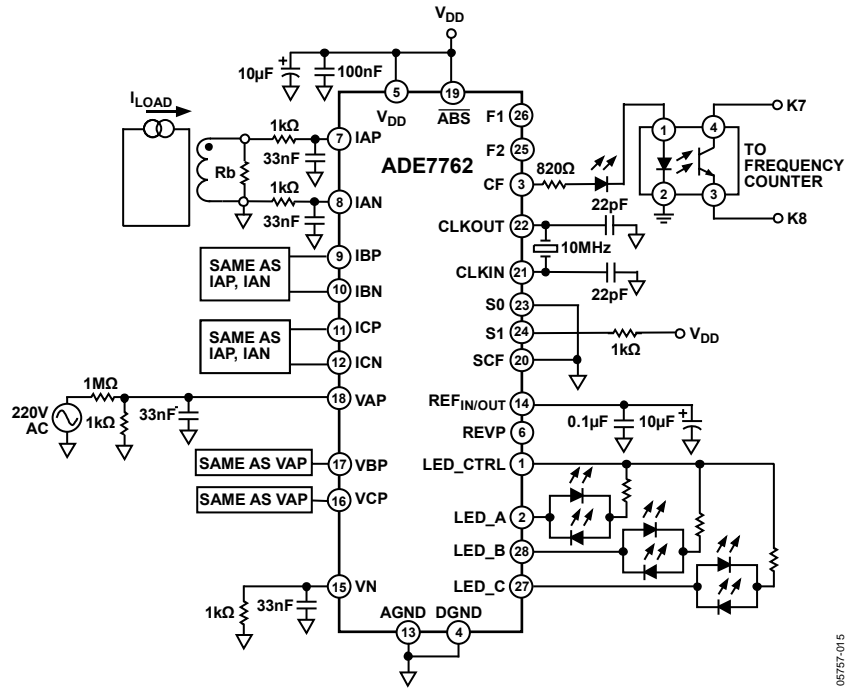 VDD
10µF
+
100nF
5
VDD
19
ABS
ILOAD
Rb
1kΩ
33nF
1kΩ
33nF
7
IAP
8
IAN
ADE7762
SAME AS
IAP, IAN
9
IBP
10
IBN
SAME AS
IAP, IAN
11
ICP
12
ICN
220V
AC
1MΩ
1kΩ
33nF
18
VAP
SAME AS VAP
17
VBP
SAME AS VAP
16
VCP
1kΩ
33nF
15
VN
AGND
13
DGND
4
F1
26
F2
25
CF
3
820Ω
1
4
2
3
K7
TO
FREQUENCY
COUNTER
K8
CLKOUT
22
22pF
10MHz
CLKIN
21
22pF
S0
23
S1
24
1kΩ
VDD
SCF
20
REFIN/OUT
14
0.1µF
10µF
+
REVP
6
LED_CTRL
1
LED_A
2
LED_B
28
LED_C
27
05757-015